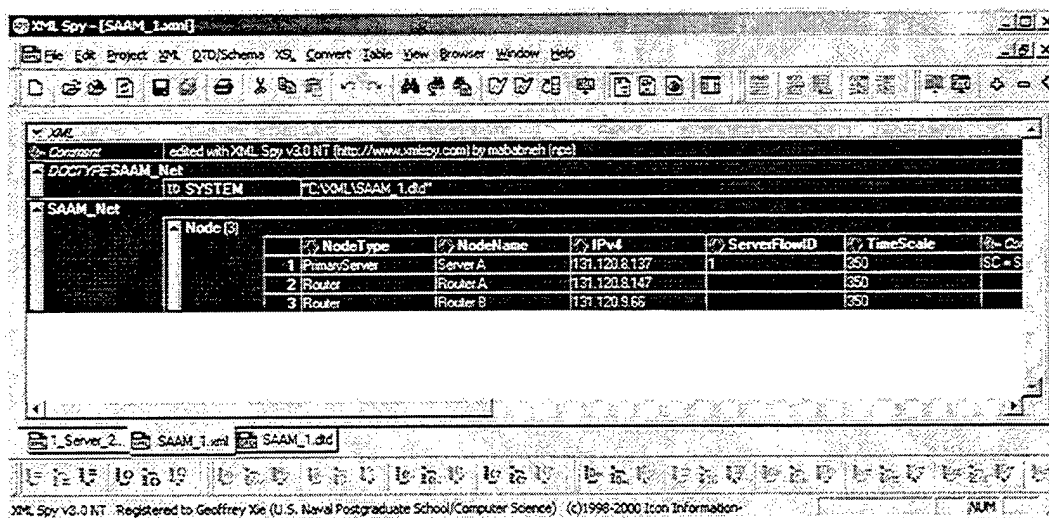 XML Spy - [SAAM_1.xml]
File Edit Project XML DTD/Schema XSL Convert Table View Browser Window Help
XML
Comment edited with XML Spy v3.0 NT (http://www.xmlspy.com) by mababneh (nps)
DOCTYPE SAAM_Net
ID SYSTEM "C:\XML\SAAM_1.dtd"
SAAM_Net
Node (3)
NodeType NodeName IPv4 ServerFlowID TimeScale
1 PrimaryServer Server A 131.120.8.137 1 350 SC = S
2 Router Router A 131.120.8.147 350
3 Router Router B 131.120.9.66 350
1_Server_2... SAAM_1.xml SAAM_1.dtd
XML Spy v3.0 NT Registered to Geoffrey Xie (U.S. Naval Postgraduate School/Computer Science) (c)1998-2000 Icon Information- NUM